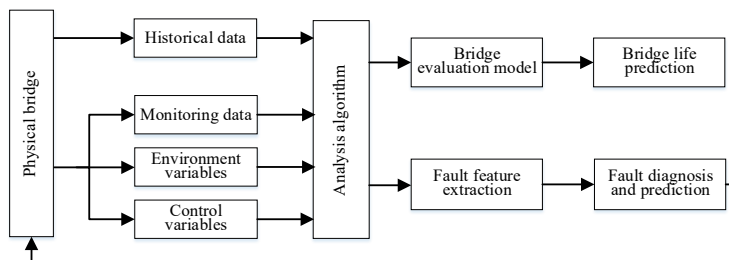 Physical bridge
Historical data
Monitoring data
Environment
variables
Control
variables
Analysis algorithm
Bridge
evaluation model
Bridge life
prediction
Fault feature
extraction
Fault diagnosis
and prediction